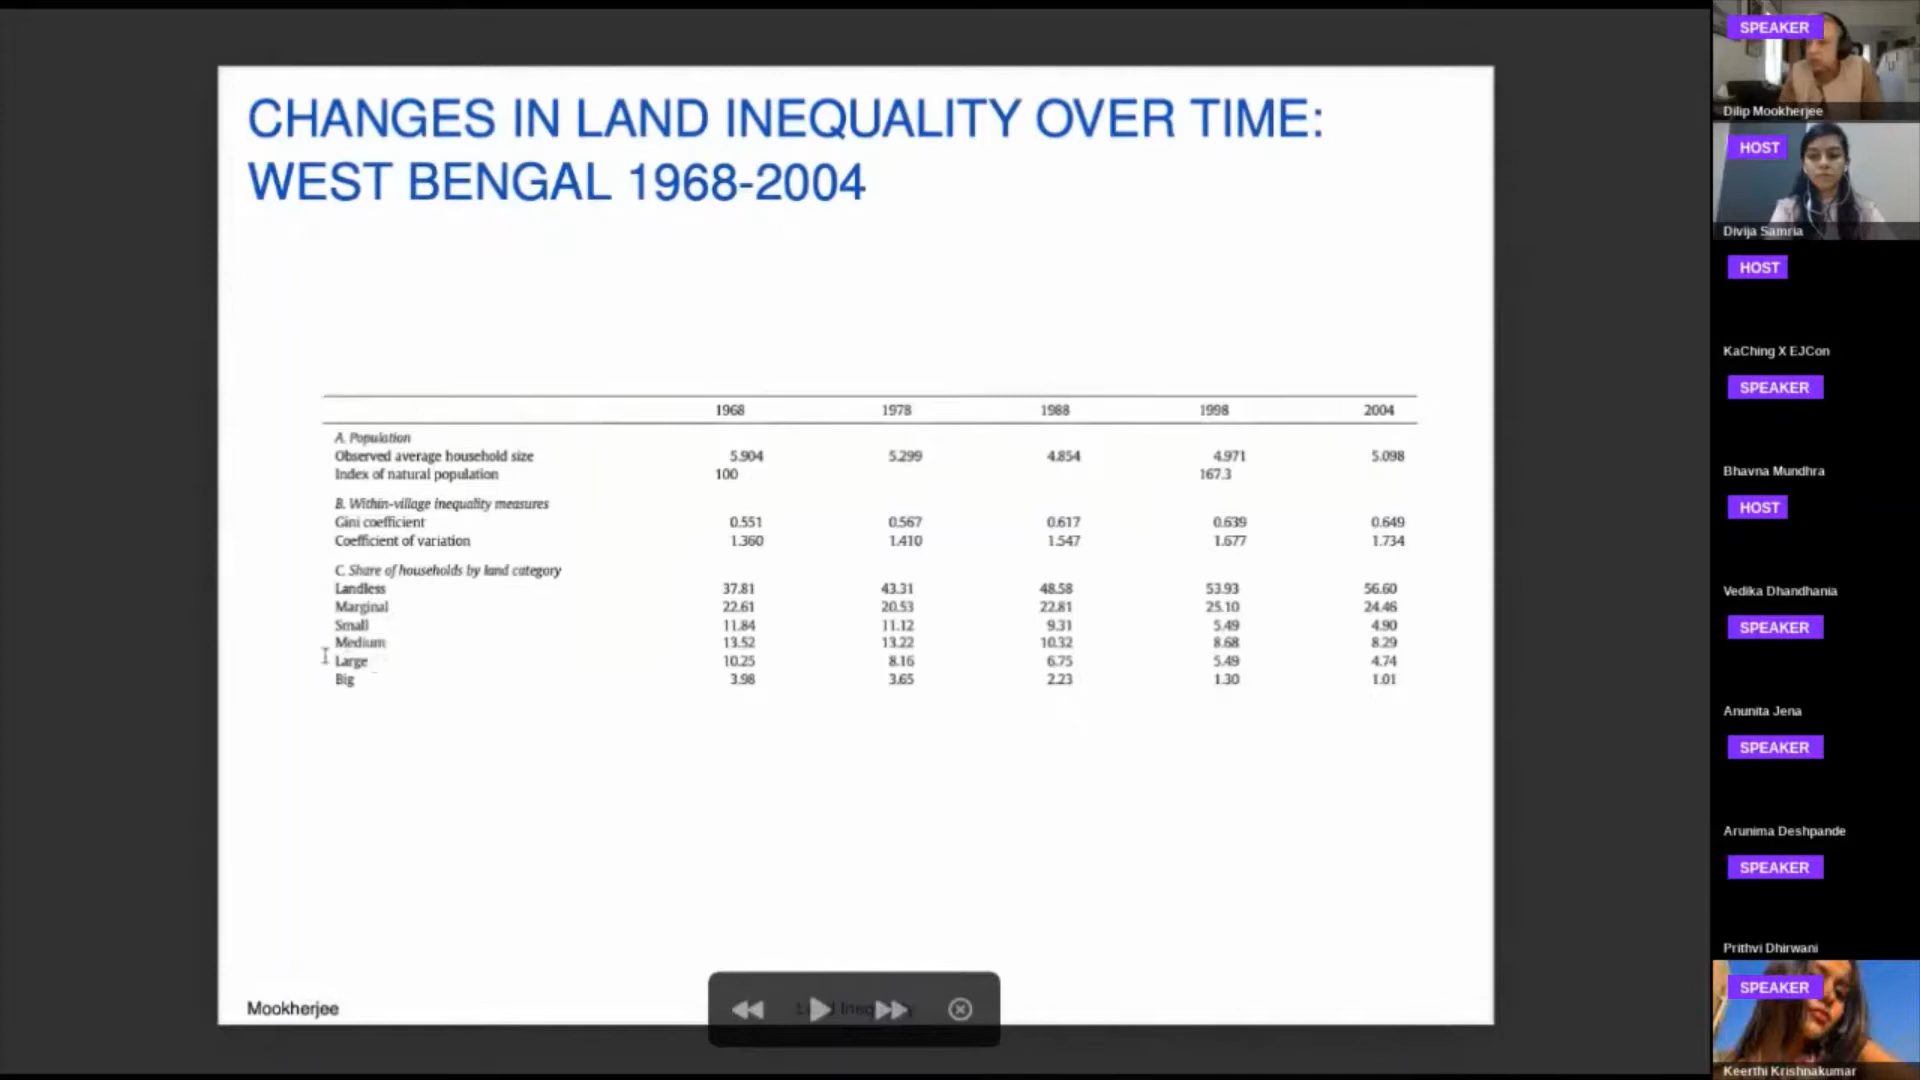 CHANGES IN LAND INEQUALITY OVER TIME:
WEST BENGAL 1968-2004
1968 1978 1988 1998 2004
A. Population
Observed average household size 5.904 5.299 4.854 4.971 5.098
Index of natural population 100 167.3
B. Within-village inequality measures
Gini coefficient 0.551 0.567 0.617 0.639 0.649
Coefficient of variation 1.360 1.410 1.547 1.677 1.734
C. Share of households by land category
Landless 37.81 43.31 48.58 53.93 56.60
Marginal 22.61 20.53 22.81 25.10 24.46
Small 11.84 11.12 9.31 5.49 4.90
Medium 13.52 13.22 10.32 8.68 8.29
Large 10.25 8.16 6.75 5.49 4.74
Big 3.98 3.65 2.23 1.30 1.01
Mookherjee
SPEAKER
Dilip Mookherjee
HOST
Divija Samria
HOST
KaChing X EJCon
SPEAKER
Bhavna Mundhra
HOST
Vedika Dhandhania
SPEAKER
Anunita Jena
SPEAKER
Arunima Deshpande
SPEAKER
Prithvi Dhirwani
SPEAKER
Keerthi Krishnakumar